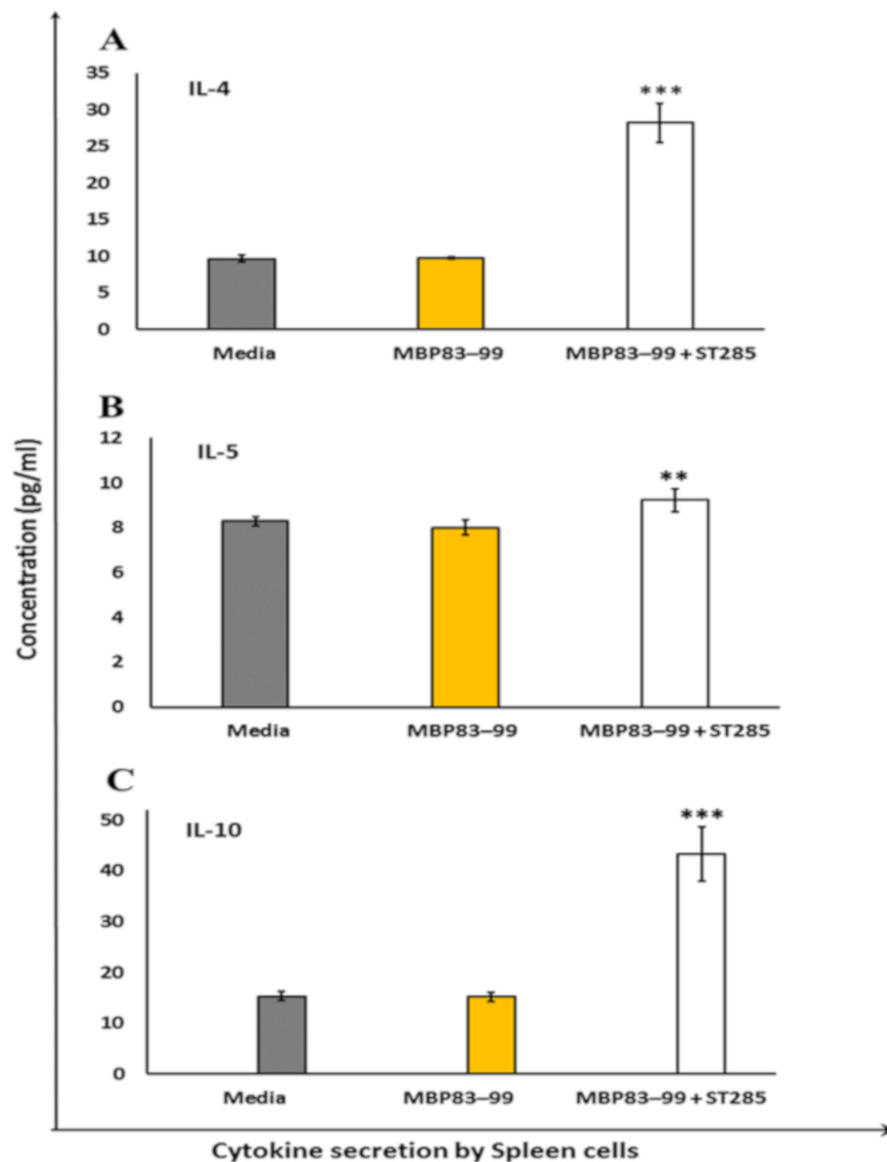 A
IL-4
***
35
30
25
20
15
10
5
0
Media MBP83–99 MBP83–99 + ST285
B
IL-5
**
12
10
8
6
4
2
0
Media MBP83–99 MBP83–99 + ST285
C
IL-10
***
50
40
30
20
10
0
Media MBP83–99 MBP83–99 + ST285
Concentration (pg/ml)
Cytokine secretion by Spleen cells